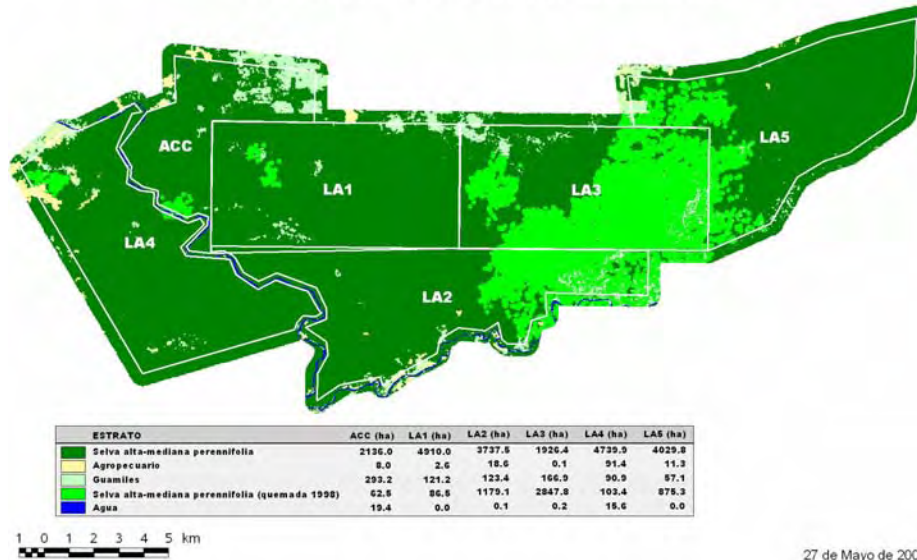 ACC
LA1
LA3
LA5
LA4
LA2
ESTRATO ACC (ha) LA1 (ha) LA2 (ha) LA3 (ha) LA4 (ha) LA5 (ha)
Selva alta-mediana perennifolia 2136.0 4910.0 3737.5 1926.4 4739.9 4029.8
Agropecuario 8.0 2.6 18.6 0.1 91.4 11.3
Guamiles 293.2 121.2 123.4 166.9 90.9 57.1
Selva alta-mediana perennifolia (quemada 1998) 62.5 86.5 1179.1 2847.8 103.4 875.3
Agua 19.4 0.0 0.1 0.2 15.6 0.0
1 0 1 2 3 4 5 km
27 de Mayo de 200